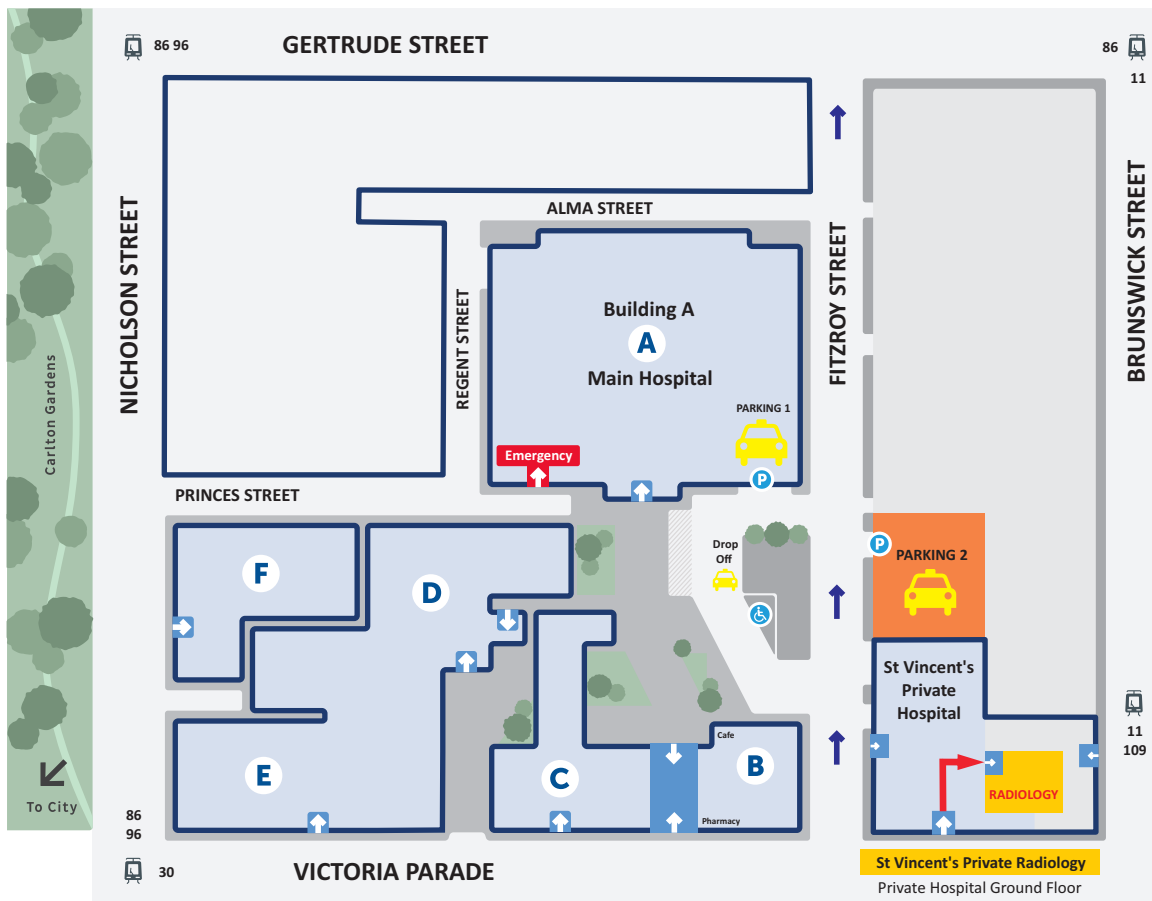 86 96
GERTRUDE STREET
86
11
NICHOLSON STREET
Carlton Gardens
ALMA STREET
REGENT STREET
FITZROY STREET
BRUNSWICK STREET
Building A
A
Main Hospital
PARKING 1
Emergency
P
PRINCES STREET
F
D
Drop
Off
P
PARKING 2
St Vincent's
Private
Hospital
11
109
Cafe
E
C
B
RADIOLOGY
To City
Pharmacy
86
96
30
VICTORIA PARADE
St Vincent's Private Radiology
Private Hospital Ground Floor